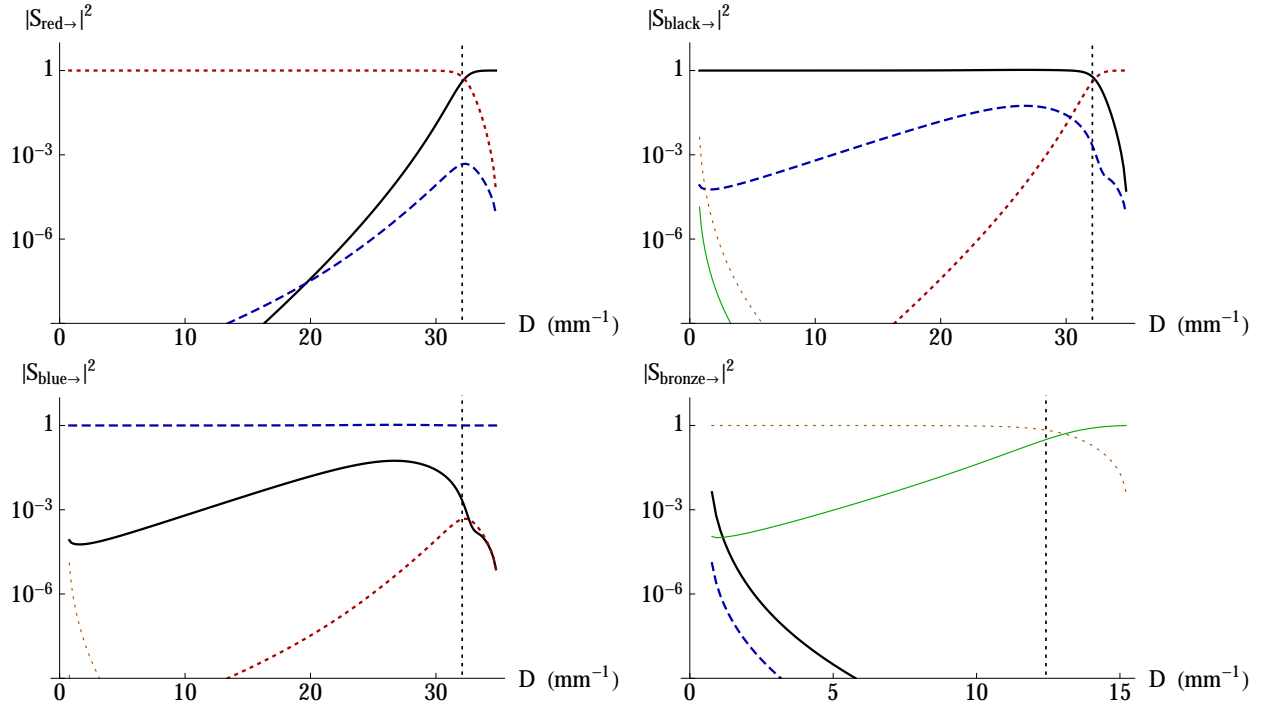 |S_red→|²
1
10⁻³
10⁻⁶
0 10 20 30 D (mm⁻¹)
|S_black→|²
1
10⁻³
10⁻⁶
0 10 20 30 D (mm⁻¹)
|S_blue→|²
1
10⁻³
10⁻⁶
0 10 20 30 D (mm⁻¹)
|S_bronze→|²
1
10⁻³
10⁻⁶
0 5 10 15 D (mm⁻¹)